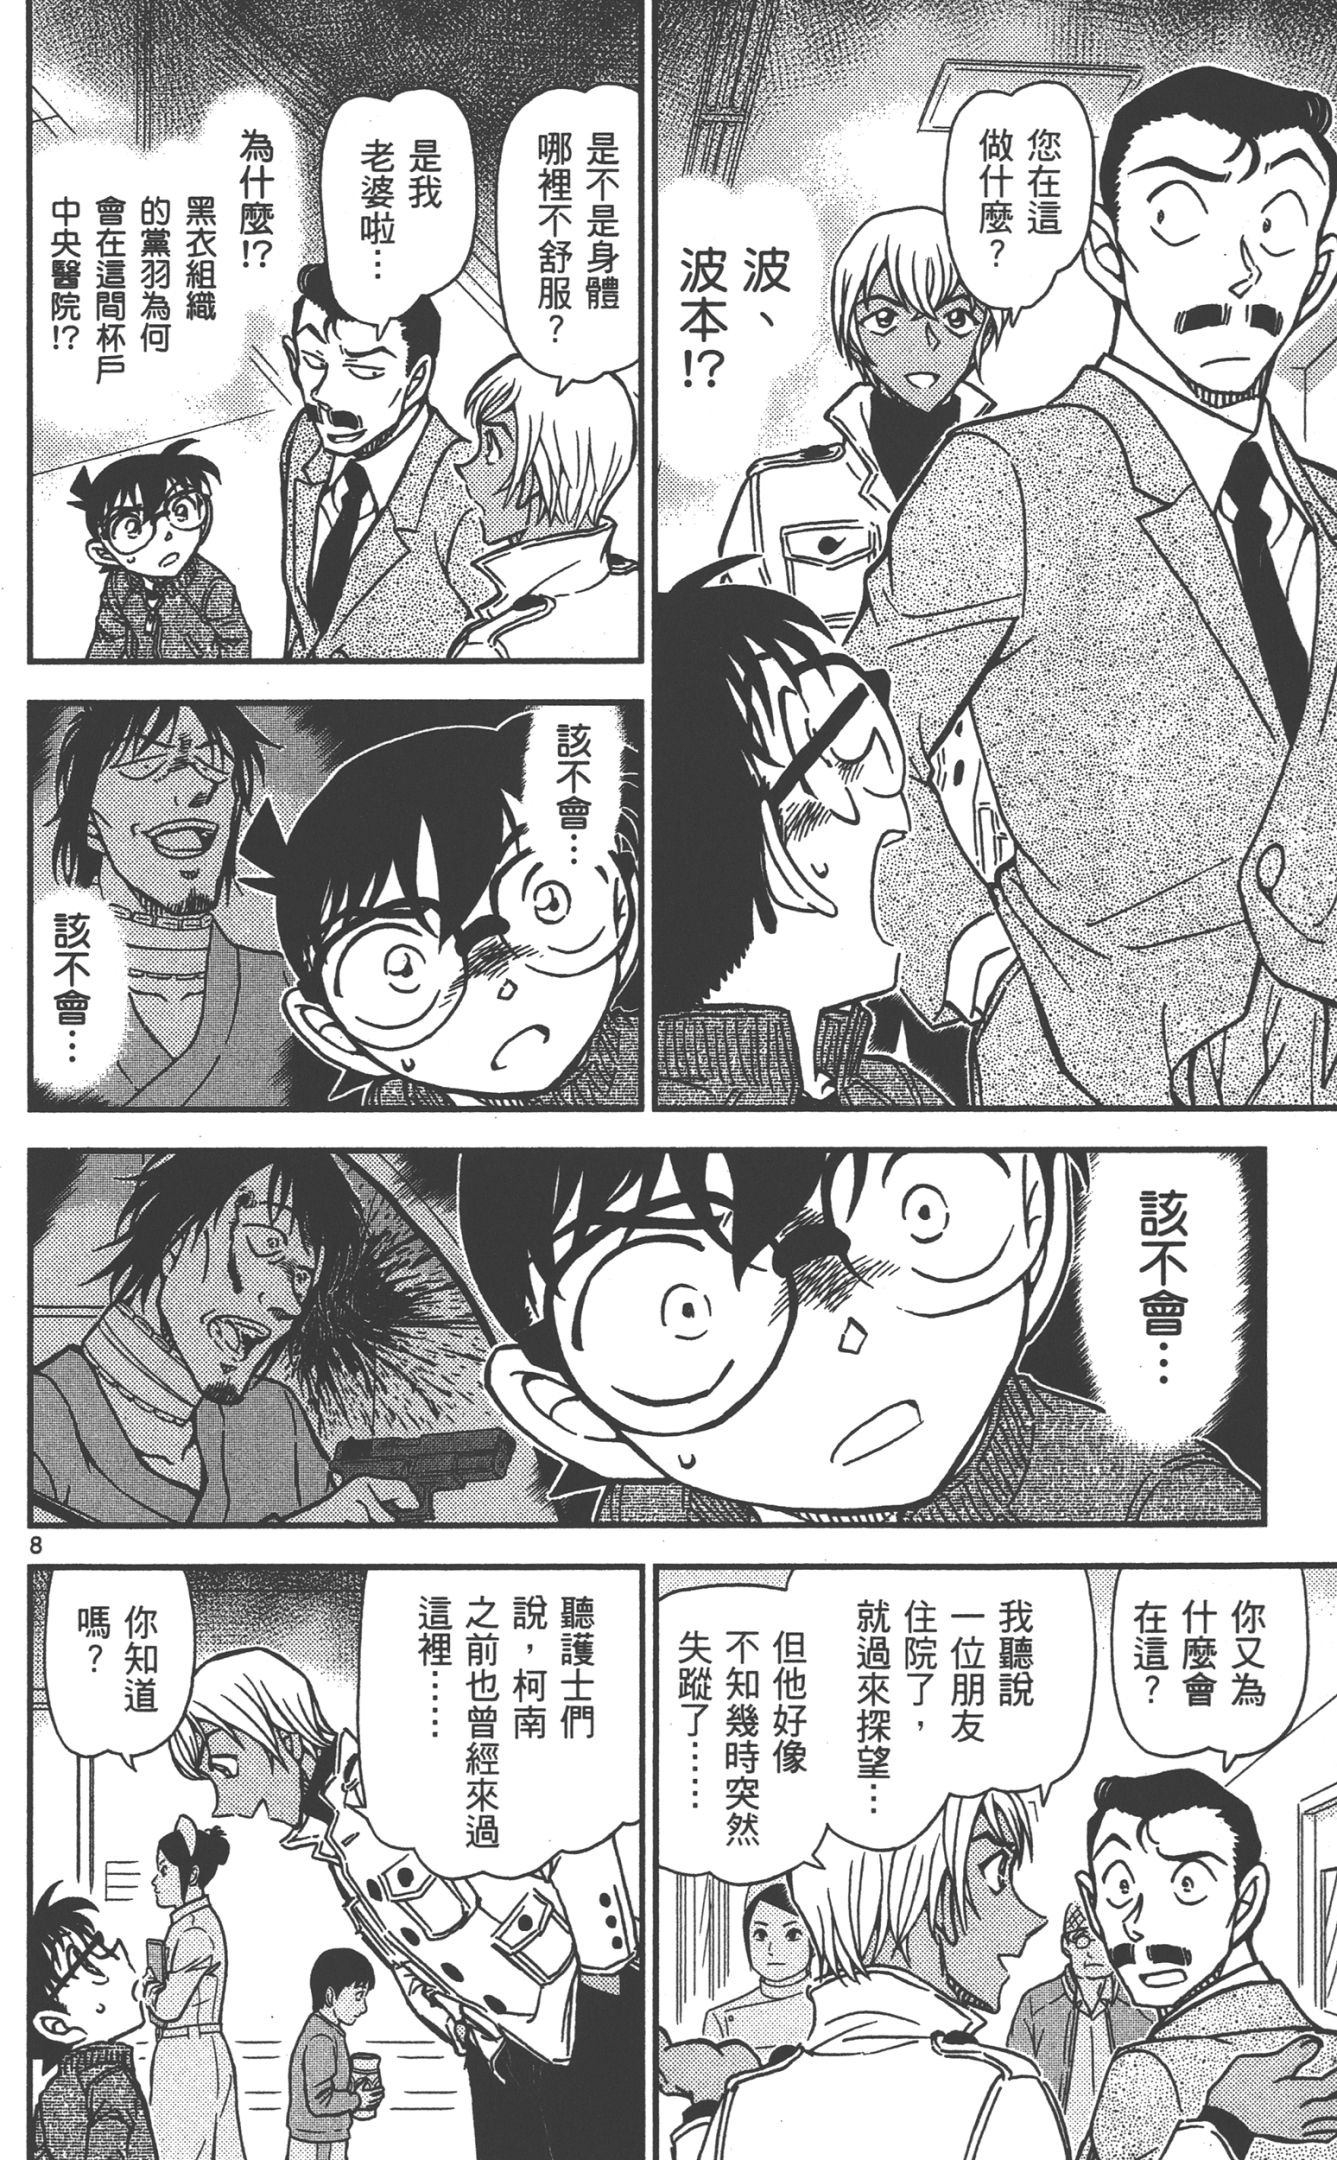 您在這
做什麼？
波、
波本!?
是不是身體
哪裡不舒服？
是我
老婆啦…
為什麼!?
黑衣組織
的黨羽為何
會在這間杯戶
中央醫院!?
該不會…
該不會…
該不會…
8
你又為
什麼會
在這？
我聽說
一位朋友
住院了，
就過來探望…
但他好像
不知幾時突然
失蹤了……
聽護士們
說，柯南
之前也曾經來過
這裡……
你知道
嗎？